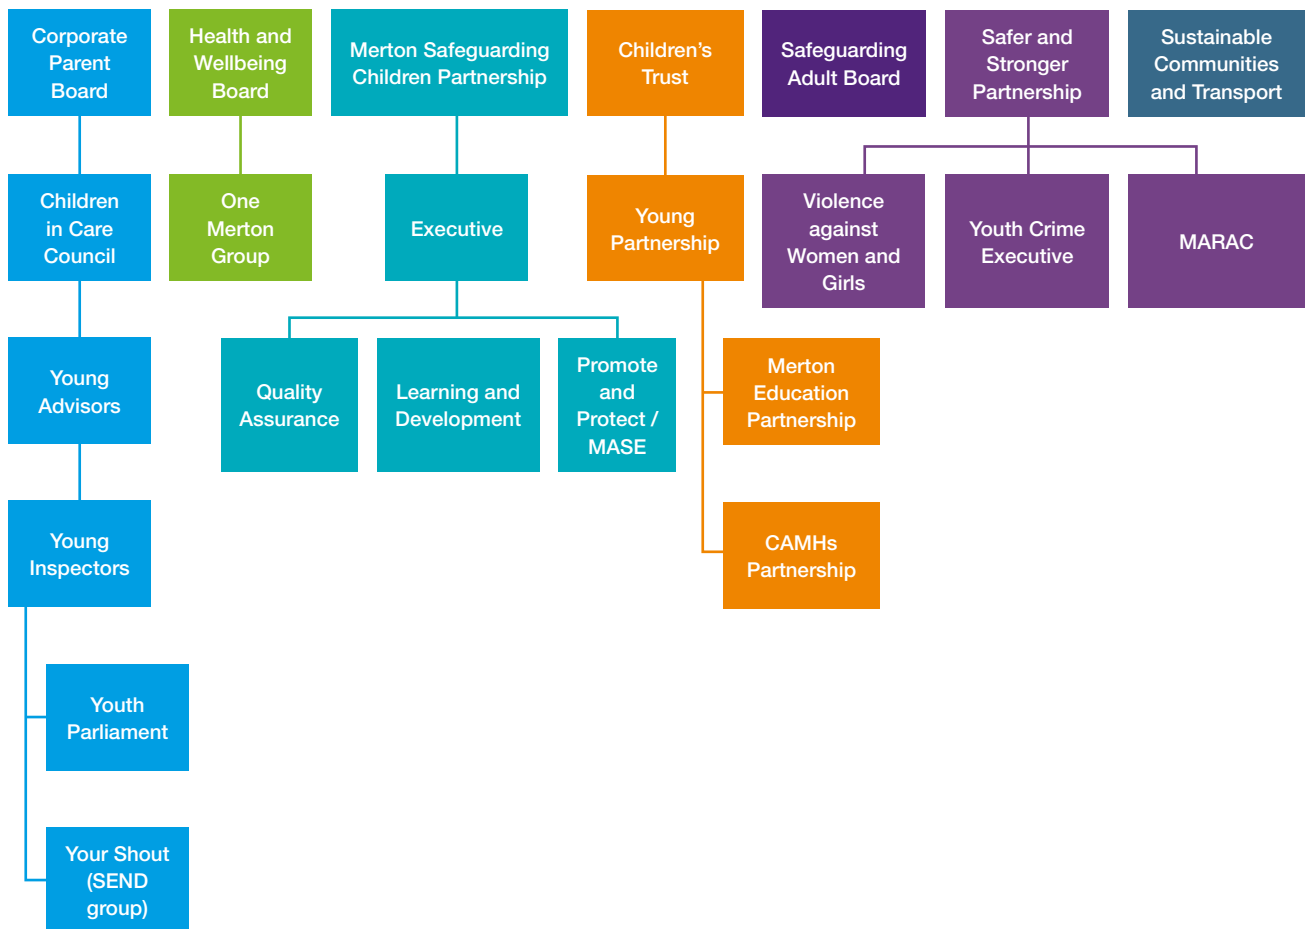 Corporate
Parent
Board
Health and
Wellbeing
Board
Merton Safeguarding
Children Partnership
Children’s
Trust
Safeguarding
Adult Board
Safer and
Stronger
Partnership
Sustainable
Communities
and Transport
Children
in Care
Council
One
Merton
Group
Executive
Young
Partnership
Violence
against
Women and
Girls
Youth Crime
Executive
MARAC
Young
Advisors
Quality
Assurance
Learning and
Development
Promote
and
Protect /
MASE
Merton
Education
Partnership
Young
Inspectors
CAMHs
Partnership
Youth
Parliament
Your Shout
(SEND
group)